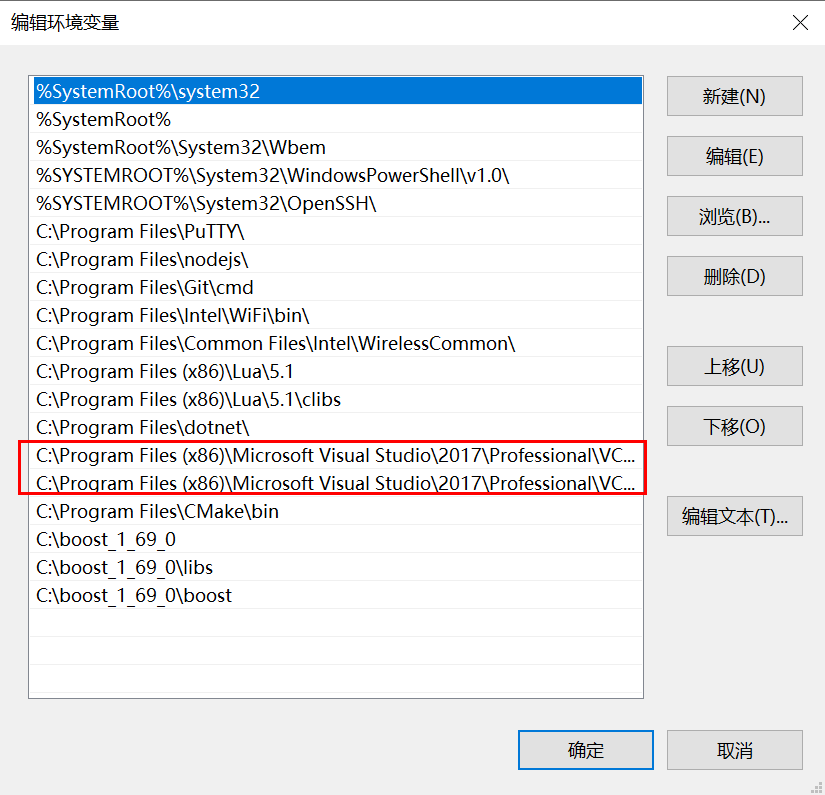 编辑环境变量
%SystemRoot%\system32
%SystemRoot%
%SystemRoot%\System32\Wbem
%SYSTEMROOT%\System32\WindowsPowerShell\v1.0\
%SYSTEMROOT%\System32\OpenSSH\
C:\Program Files\PuTTY\
C:\Program Files\nodejs\
C:\Program Files\Git\cmd
C:\Program Files\Intel\WiFi\bin\
C:\Program Files\Common Files\Intel\WirelessCommon\
C:\Program Files (x86)\Lua\5.1
C:\Program Files (x86)\Lua\5.1\clibs
C:\Program Files\dotnet\
C:\Program Files (x86)\Microsoft Visual Studio\2017\Professional\VC...
C:\Program Files (x86)\Microsoft Visual Studio\2017\Professional\VC...
C:\Program Files\CMake\bin
C:\boost_1_69_0
C:\boost_1_69_0\libs
C:\boost_1_69_0\boost
新建(N)
编辑(E)
浏览(B)...
删除(D)
上移(U)
下移(O)
编辑文本(T)...
确定
取消